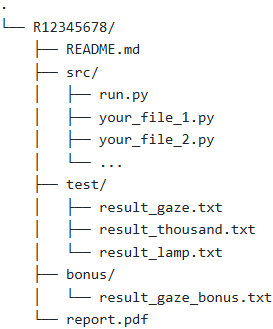 .
└── R12345678/
    ├── README.md
    ├── src/
    │   ├── run.py
    │   ├── your_file_1.py
    │   ├── your_file_2.py
    │   └── ...
    ├── test/
    │   ├── result_gaze.txt
    │   ├── result_thousand.txt
    │   └── result_lamp.txt
    ├── bonus/
    │   └── result_gaze_bonus.txt
    └── report.pdf